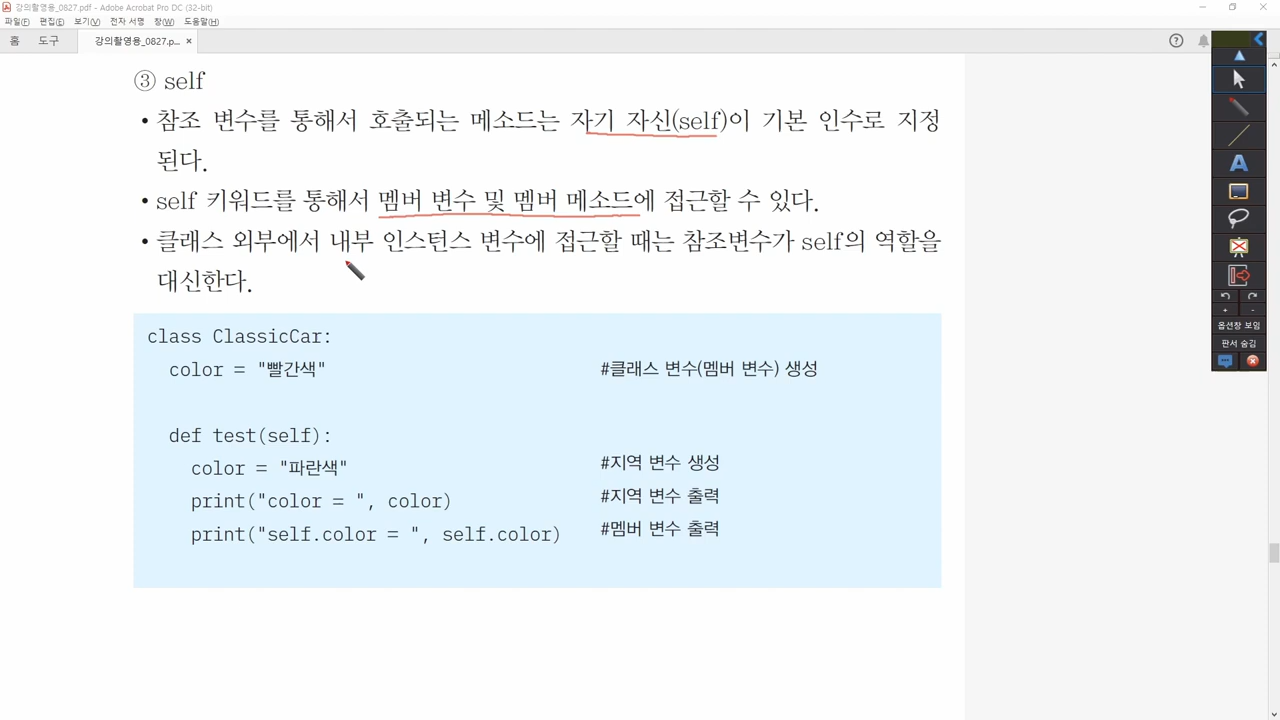 강의촬영용_0827.pdf - Adobe Acrobat Pro DC (32-bit)
파일(F) 편집(E) 보기(V) 전자 서명 창(W) 도움말(H)
홈 도구 강의촬영용_0827.p... ×
③ self
• 참조 변수를 통해서 호출되는 메소드는 자기 자신(self)이 기본 인수로 지정
된다.
• self 키워드를 통해서 멤버 변수 및 멤버 메소드에 접근할 수 있다.
• 클래스 외부에서 내부 인스턴스 변수에 접근할 때는 참조변수가 self의 역할을
대신한다.
class ClassicCar:
color = "빨간색" #클래스 변수(멤버 변수) 생성
def test(self):
color = "파란색" #지역 변수 생성
print("color = ", color) #지역 변수 출력
print("self.color = ", self.color) #멤버 변수 출력
A
+ -
옵션창 보임
판서 숨김